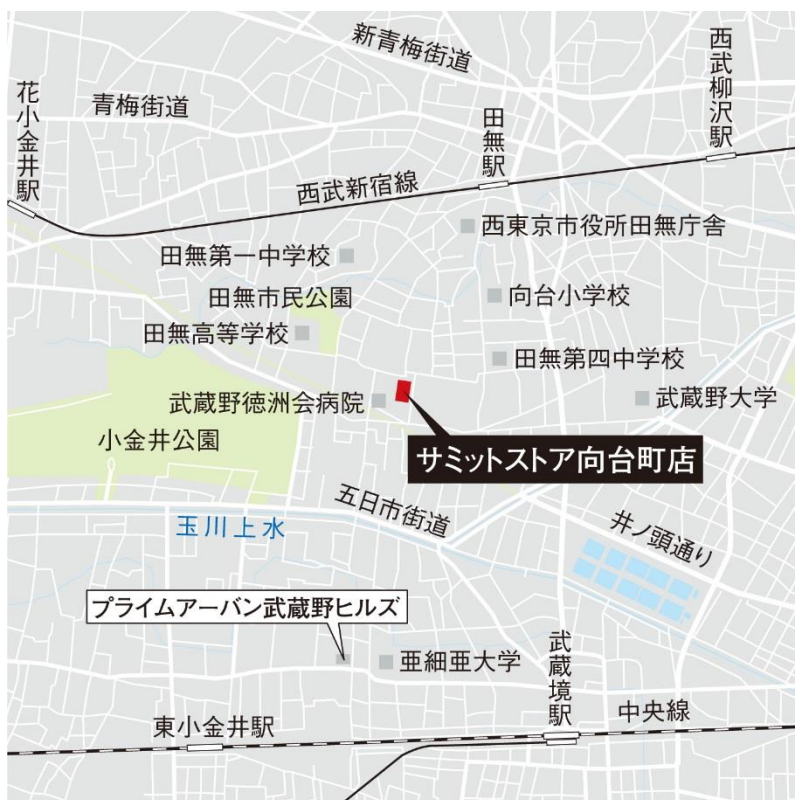 新青梅街道
西武柳沢駅
花小金井駅
青梅街道
田無駅
西武新宿線
西東京市役所田無庁舎
田無第一中学校
田無市民公園
向台小学校
田無高等学校
田無第四中学校
武蔵野徳洲会病院
武蔵野大学
小金井公園
サミットストア向台町店
五日市街道
玉川上水
井ノ頭通り
プライムアーバン武蔵野ヒルズ
亜細亜大学
武蔵境駅
東小金井駅
中央線